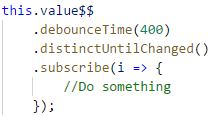 this.value$$
.debounceTime(400)
.distinctUntilChanged()
.subscribe(i => {
//Do something
});